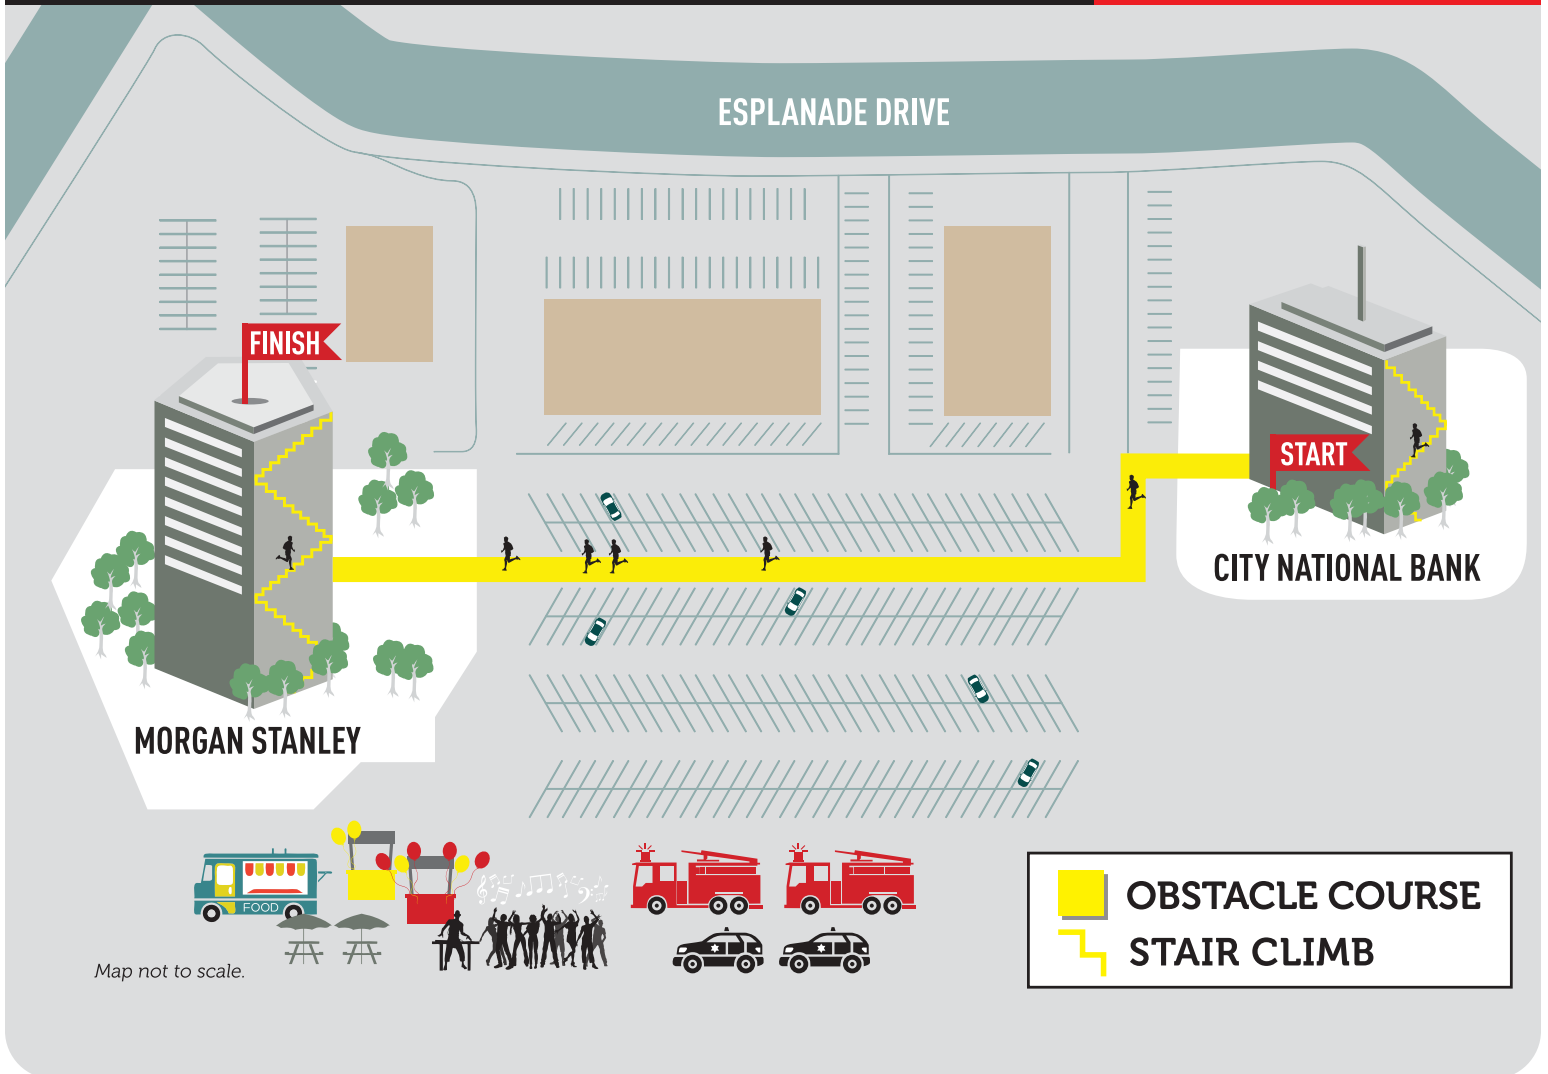 ESPLANADE DRIVE
FINISH
START
CITY NATIONAL BANK
MORGAN STANLEY
FOOD
Map not to scale.
OBSTACLE COURSE
STAIR CLIMB